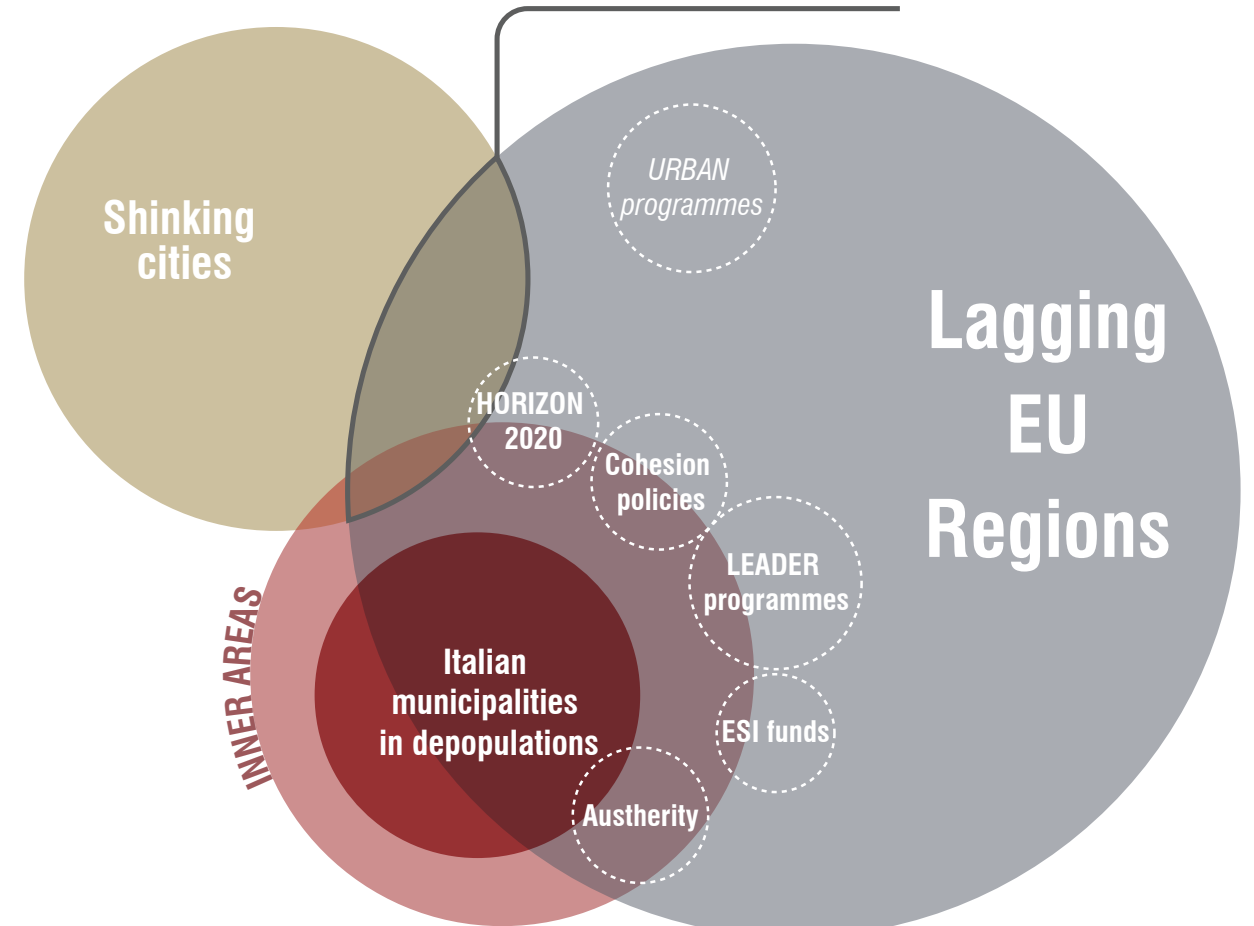 URBAN
programmes
Shinking
cities
Lagging
EU
Regions
HORIZON
2020
Cohesion
policies
LEADER
programmes
INNER AREAS
Italian
municipalities
in depopulations
ESI funds
Austherity